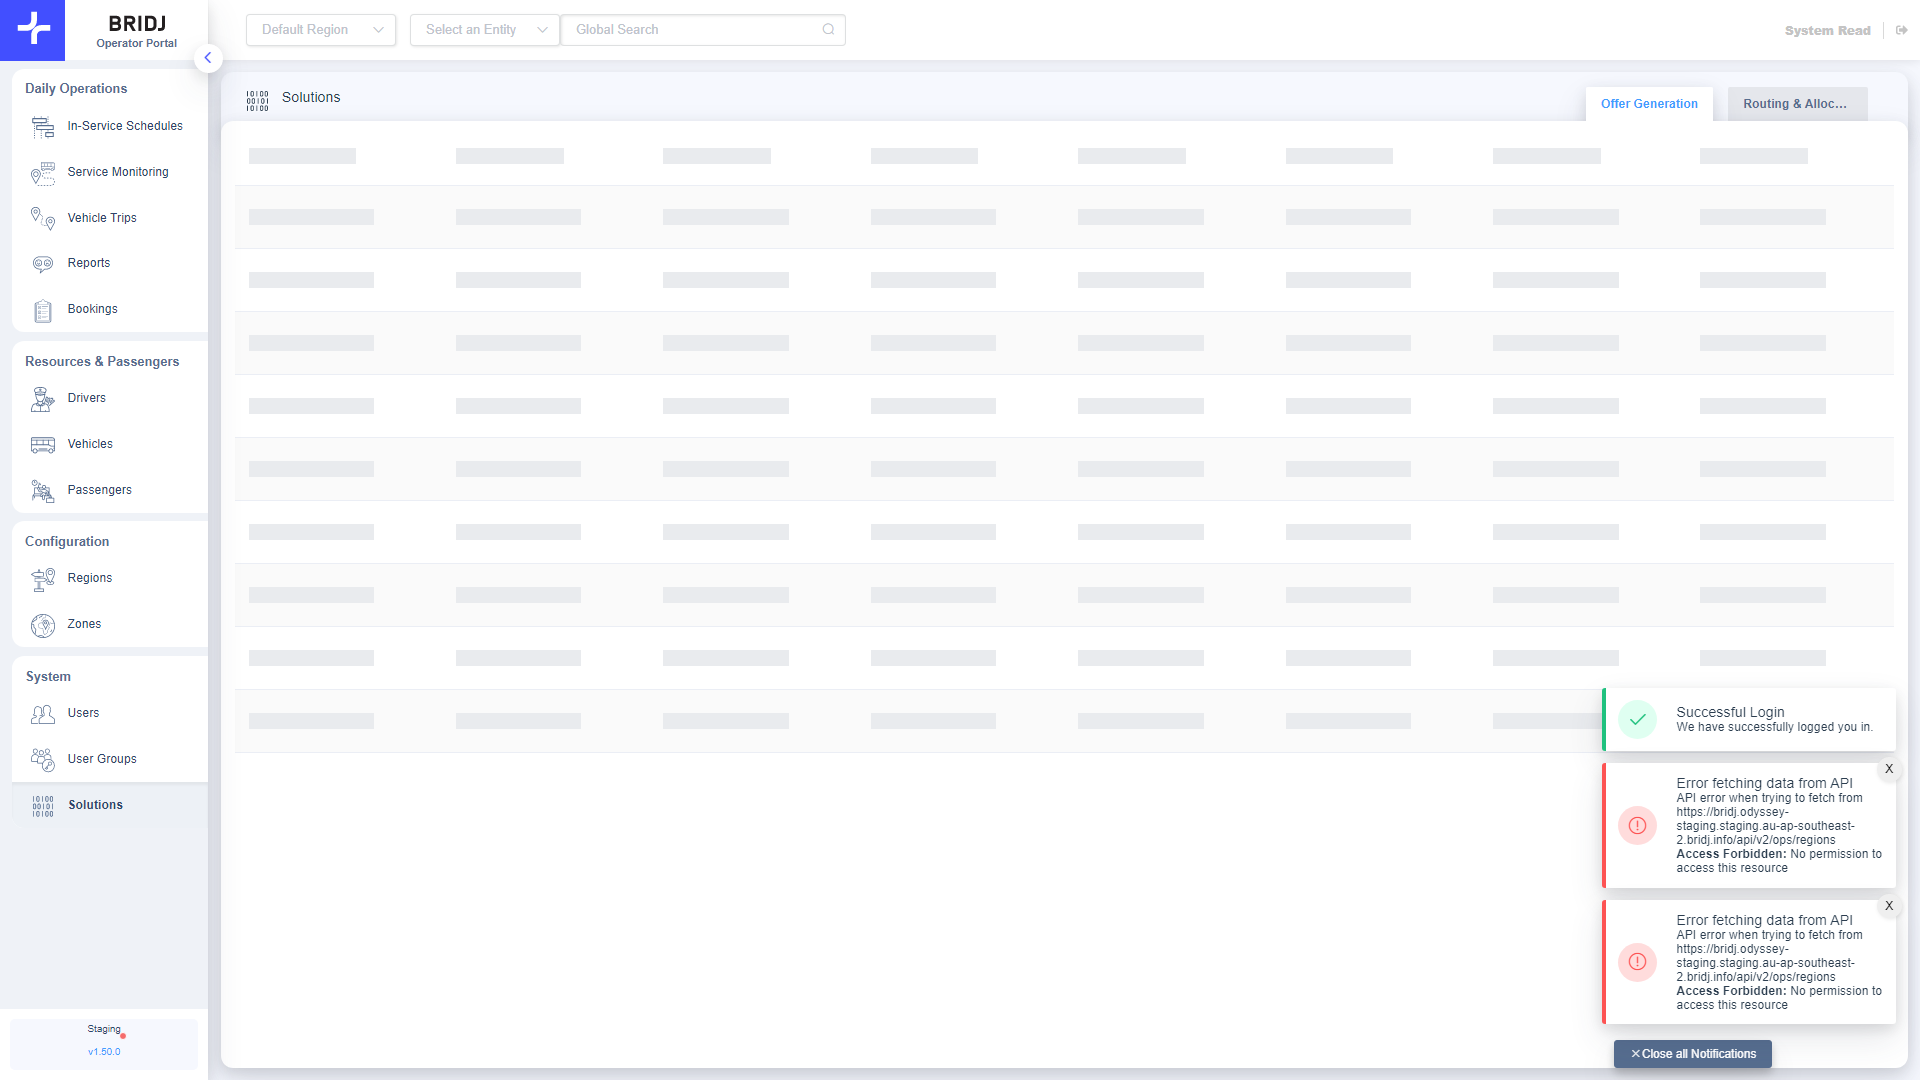 BRIDJ
Operator Portal
Default Region
Select an Entity
Global Search
System Read
Daily Operations
In-Service Schedules
Service Monitoring
Vehicle Trips
Reports
Bookings
Resources & Passengers
Drivers
Vehicles
Passengers
Configuration
Regions
Zones
System
Users
User Groups
10100
00101
10100
Solutions
Staging
v1.50.0
10100
00101
10100
Solutions
Offer Generation
Routing & Alloc...
Successful Login
We have successfully logged you in.
X
Error fetching data from API
API error when trying to fetch from
https://bridj.odyssey-
staging.staging.au-ap-southeast-
2.bridj.info/api/v2/ops/regions
Access Forbidden: No permission to
access this resource
X
Error fetching data from API
API error when trying to fetch from
https://bridj.odyssey-
staging.staging.au-ap-southeast-
2.bridj.info/api/v2/ops/regions
Access Forbidden: No permission to
access this resource
×Close all Notifications